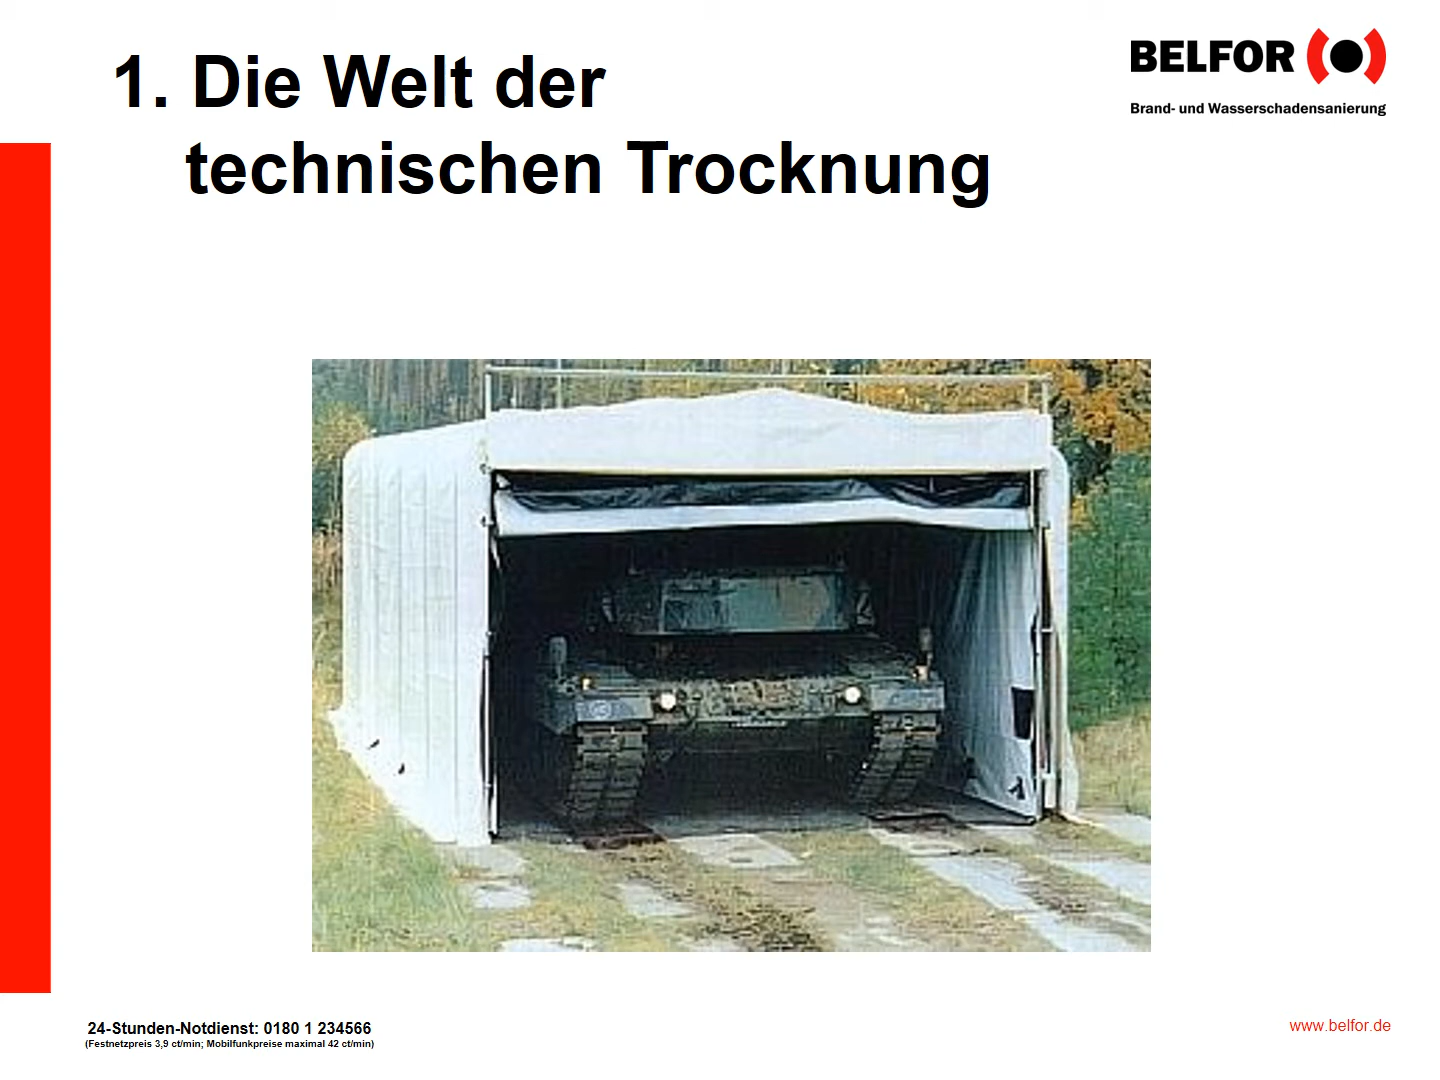 1. Die Welt der
technischen Trocknung
BELFOR
Brand- und Wasserschadensanierung
24-Stunden-Notdienst: 0180 1 234566
(Festnetzpreis 3,9 ct/min; Mobilfunkpreise maximal 42 ct/min)
www.belfor.de